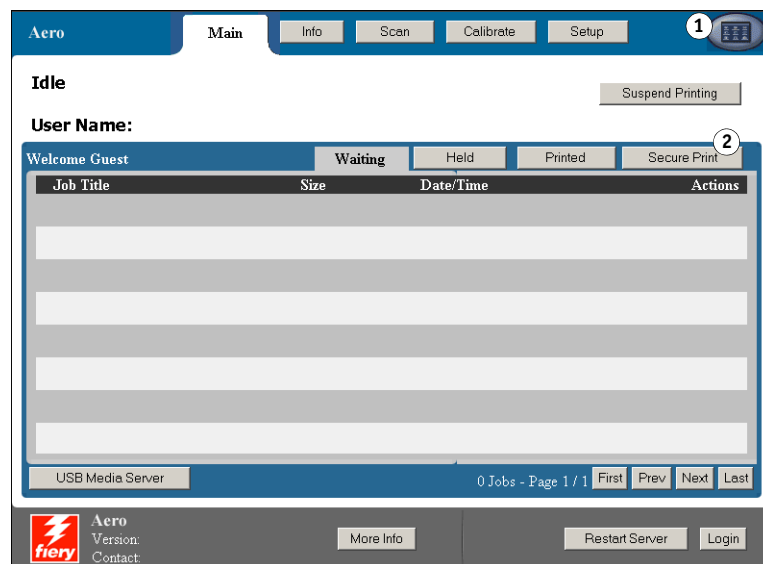 Aero Main Info Scan Calibrate Setup 1
Idle
Suspend Printing
User Name:
2
Welcome Guest Waiting Held Printed Secure Print
Job Title Size Date/Time Actions
USB Media Server 0 Jobs - Page 1 / 1 First Prev Next Last
Aero
Version: More Info Restart Server Login
fiery Contact: